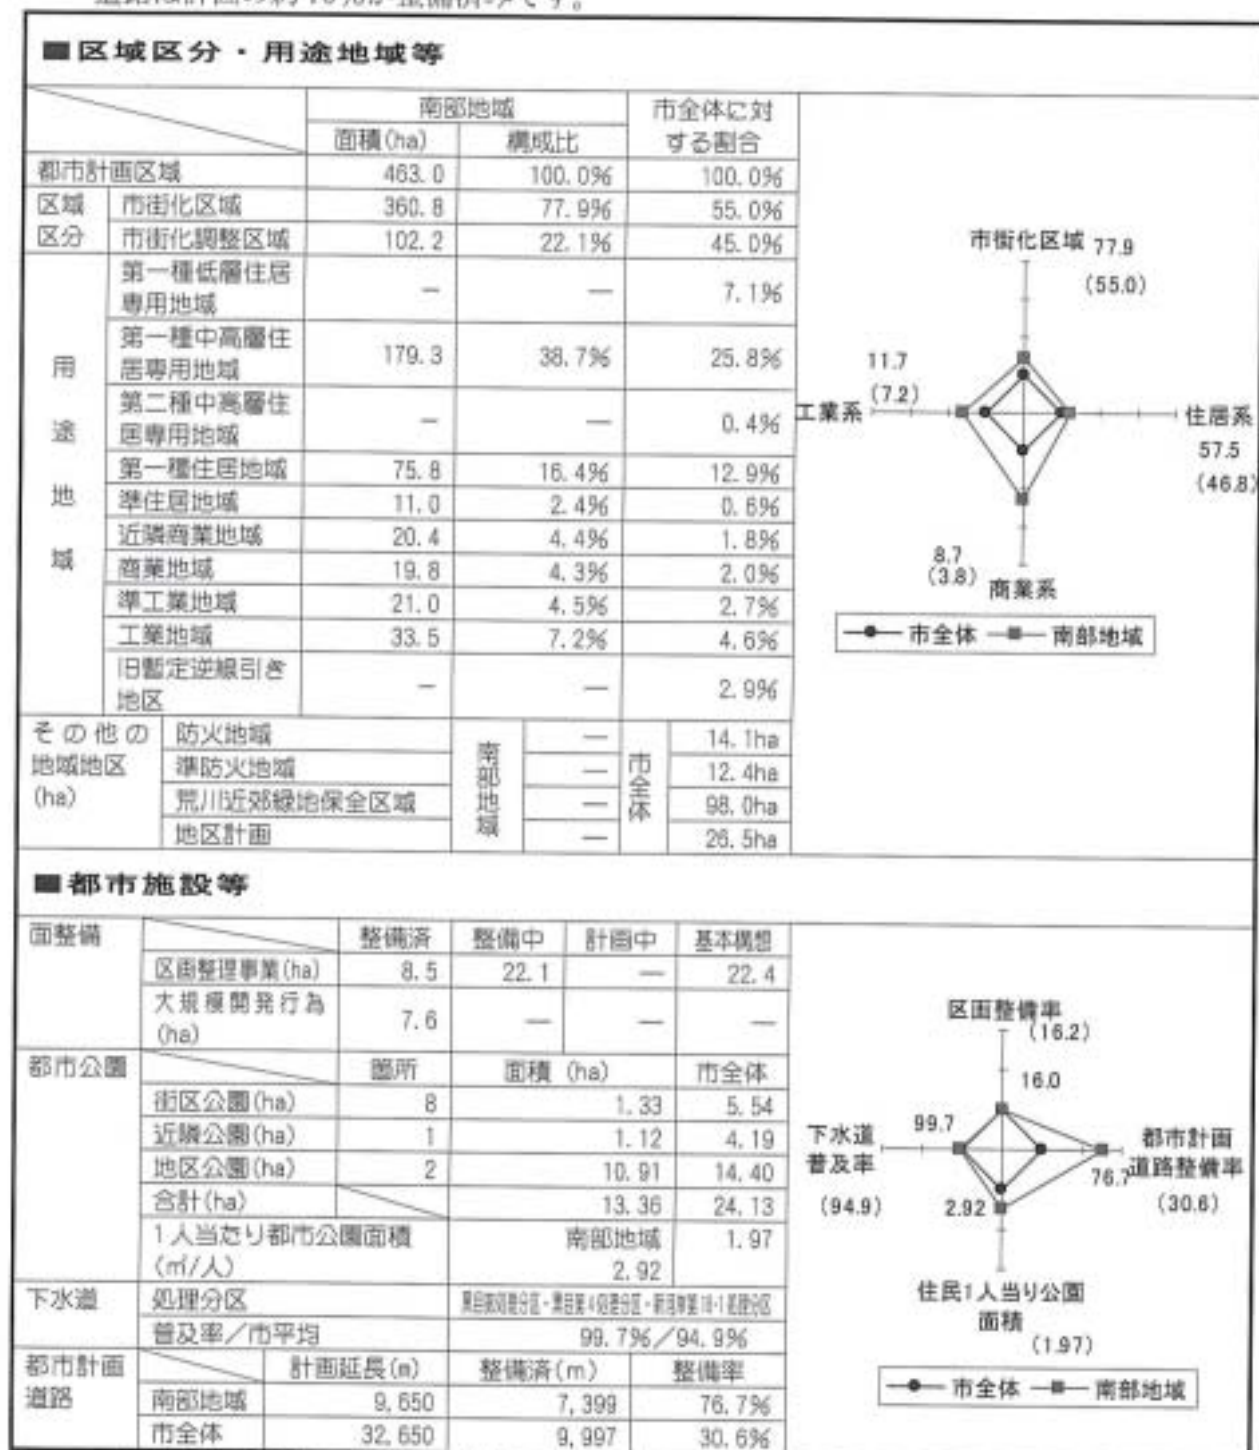 ■区域区分・用途地域等
南部地域 市全体に対する割合
面積(ha) 構成比
都市計画区域 463.0 100.0% 100.0%
区域区分 市街化区域 360.8 77.9% 55.0%
市街化調整区域 102.2 22.1% 45.0%
用途地域
第一種低層住居専用地域 — — 7.1%
第一種中高層住居専用地域 179.3 38.7% 25.8%
第二種中高層住居専用地域 — — 0.4%
第一種住居地域 75.8 16.4% 12.9%
準住居地域 11.0 2.4% 0.6%
近隣商業地域 20.4 4.4% 1.8%
商業地域 19.8 4.3% 2.0%
準工業地域 21.0 4.5% 2.7%
工業地域 33.5 7.2% 4.6%
旧暫定逆線引き地区 — — 2.9%
その他の地域地区(ha) 南部地域 市全体
防火地域 — 14.1ha
準防火地域 — 12.4ha
荒川近郊緑地保全区域 — 98.0ha
地区計画 — 26.5ha
市街化区域 77.9
(55.0)
11.7
(7.2)
工業系
住居系
57.5
(46.8)
8.7
(3.8)
商業系
市全体 南部地域
■都市施設等
面整備 整備済 整備中 計画中 基本構想
区画整理事業(ha) 8.5 22.1 — 22.4
大規模開発行為(ha) 7.6 — — —
都市公園 箇所 面積(ha) 市全体
街区公園(ha) 8 1.33 5.54
近隣公園(ha) 1 1.12 4.19
地区公園(ha) 2 10.91 14.40
合計(ha) 13.36 24.13
1人当たり都市公園面積(㎡/人) 南部地域 2.92 1.97
下水道 処理分区
普及率/市平均 99.7%/94.9%
都市計画道路 計画延長(m) 整備済(m) 整備率
南部地域 9,650 7,399 76.7%
市全体 32,650 9,997 30.6%
区画整備率
(16.2)
16.0
99.7
下水道普及率
(94.9)
都市計画道路整備率
76.7
(30.6)
2.92
住民1人当り公園面積
(1.97)
市全体 南部地域